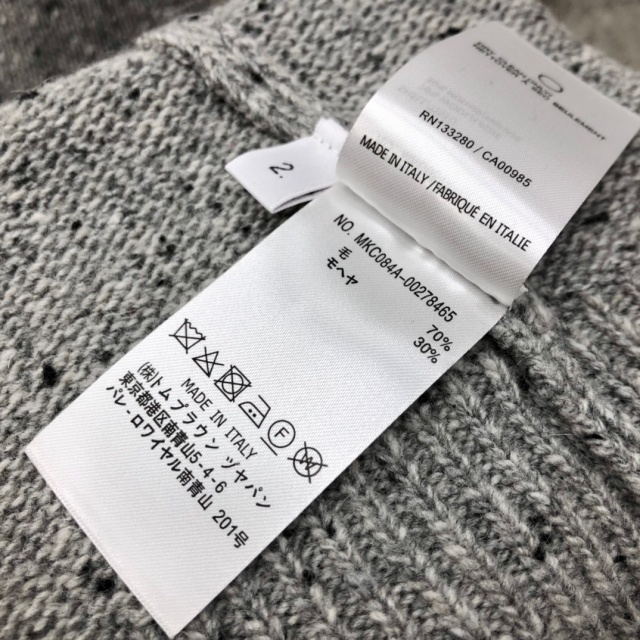 RN133280 / CA00985
MADE IN ITALY / FABRIQUÉ EN ITALIE
2
NO. MKC084A-00278465
毛 70%
モヘヤ 30%
MADE IN ITALY
(株)トムブラウン ジャパン
東京都港区南青山5-4-6
パレ・ロワイヤル南青山 201号